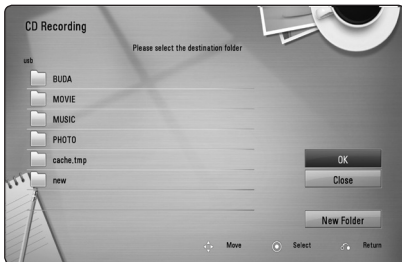 CD Recording
Please select the destination folder
usb
BUDA
MOVIE
MUSIC
PHOTO
cache.tmp
new
OK
Close
New Folder
Move Select Return